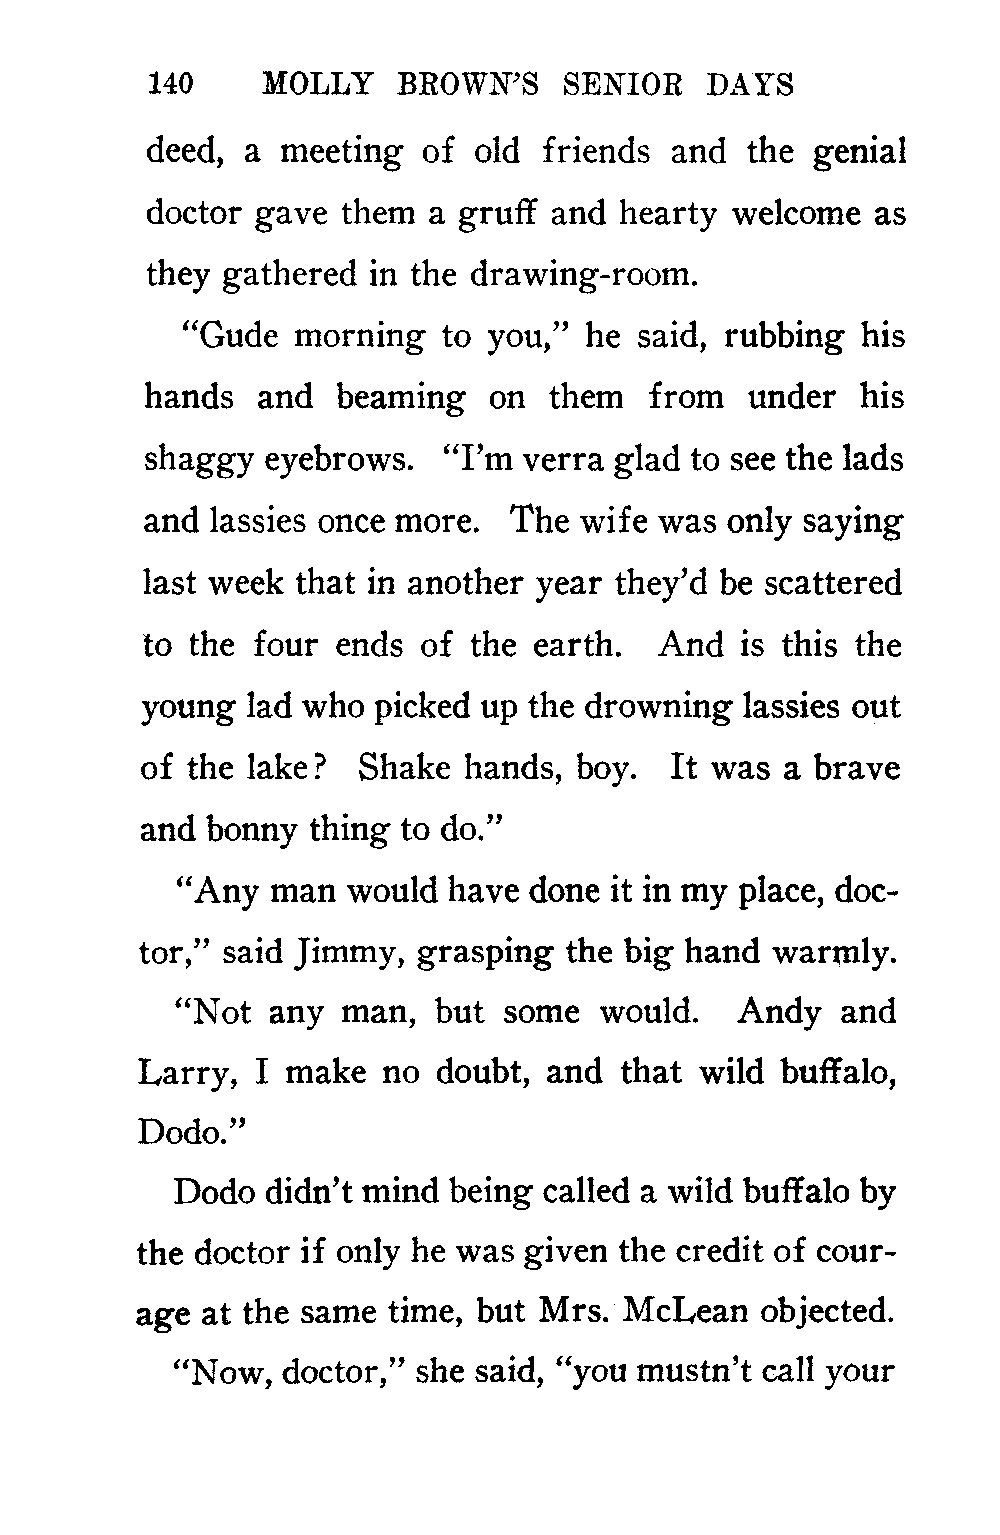 140 MOLLY BROWN'S SENIOR DAYS
deed, a meeting of old friends and the genial
doctor gave them a gruff and hearty welcome as
they gathered in the drawing-room.
“Gude morning to you,” he said, rubbing his
hands and beaming on them from under his
shaggy eyebrows. “I'm verra glad to see the lads
and lassies once more. The wife was only saying
last week that in another year they'd be scattered
to the four ends of the earth. And is this the
young lad who picked up the drowning lassies out
of the lake? Shake hands, boy. It was a brave
and bonny thing to do.”
“Any man would have done it in my place, doc-
tor,” said Jimmy, grasping the big hand warmly.
“Not any man, but some would. Andy and
Larry, I make no doubt, and that wild buffalo,
Dodo.”
Dodo didn't mind being called a wild buffalo by
the doctor if only he was given the credit of cour-
age at the same time, but Mrs. McLean objected.
“Now, doctor,” she said, “you mustn't call your